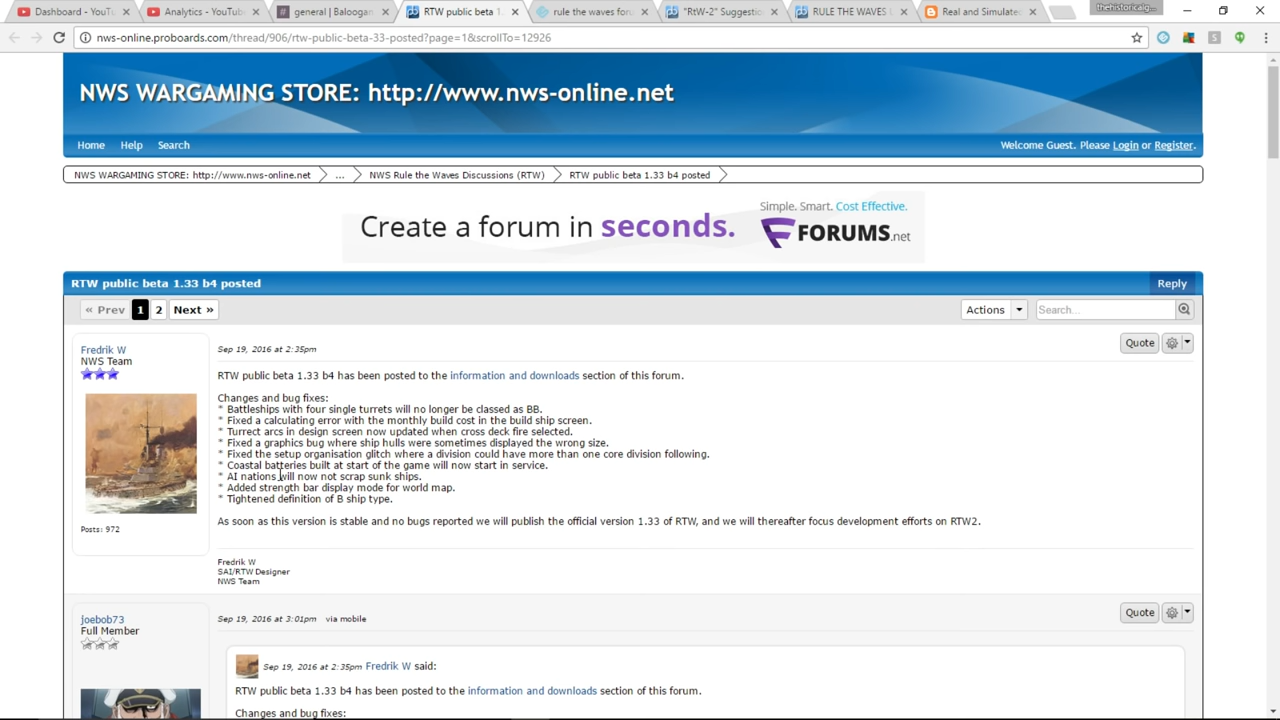 Dashboard - YouTu
Analytics - YouTube
general | Baloogan
RTW public beta 1.
rule the waves foru
"RtW-2" Suggestio
RULE THE WAVES
Real and Simulate
nws-online.proboards.com/thread/906/rtw-public-beta-33-posted?page=1&scrollTo=12926
NWS WARGAMING STORE: http://www.nws-online.net
Home Help Search
Welcome Guest. Please Login or Register.
NWS WARGAMING STORE: http://www.nws-online.net ... NWS Rule the Waves Discussions (RTW) RTW public beta 1.33 b4 posted
Create a forum in seconds.
Simple. Smart. Cost Effective.
FORUMS.net
RTW public beta 1.33 b4 posted
Reply
« Prev 1 2 Next »
Actions
Search...
Fredrik W
NWS Team
Posts: 972
Sep 19, 2016 at 2:35pm
Quote
RTW public beta 1.33 b4 has been posted to the information and downloads section of this forum.
Changes and bug fixes:
* Battleships with four single turrets will no longer be classed as BB.
* Fixed a calculating error with the monthly build cost in the build ship screen.
* Turrect arcs in design screen now updated when cross deck fire selected.
* Fixed a graphics bug where ship hulls were sometimes displayed the wrong size.
* Fixed the setup organisation glitch where a division could have more than one core division following.
* Coastal batteries built at start of the game will now start in service.
* AI nations will now not scrap sunk ships.
* Added strength bar display mode for world map.
* Tightened definition of B ship type.
As soon as this version is stable and no bugs reported we will publish the official version 1.33 of RTW, and we will thereafter focus development efforts on RTW2.
Fredrik W
SAI/RTW Designer
NWS Team
joebob73
Full Member
Sep 19, 2016 at 3:01pm via mobile
Quote
Sep 19, 2016 at 2:35pm Fredrik W said:
RTW public beta 1.33 b4 has been posted to the information and downloads section of this forum.
Changes and bug fixes: